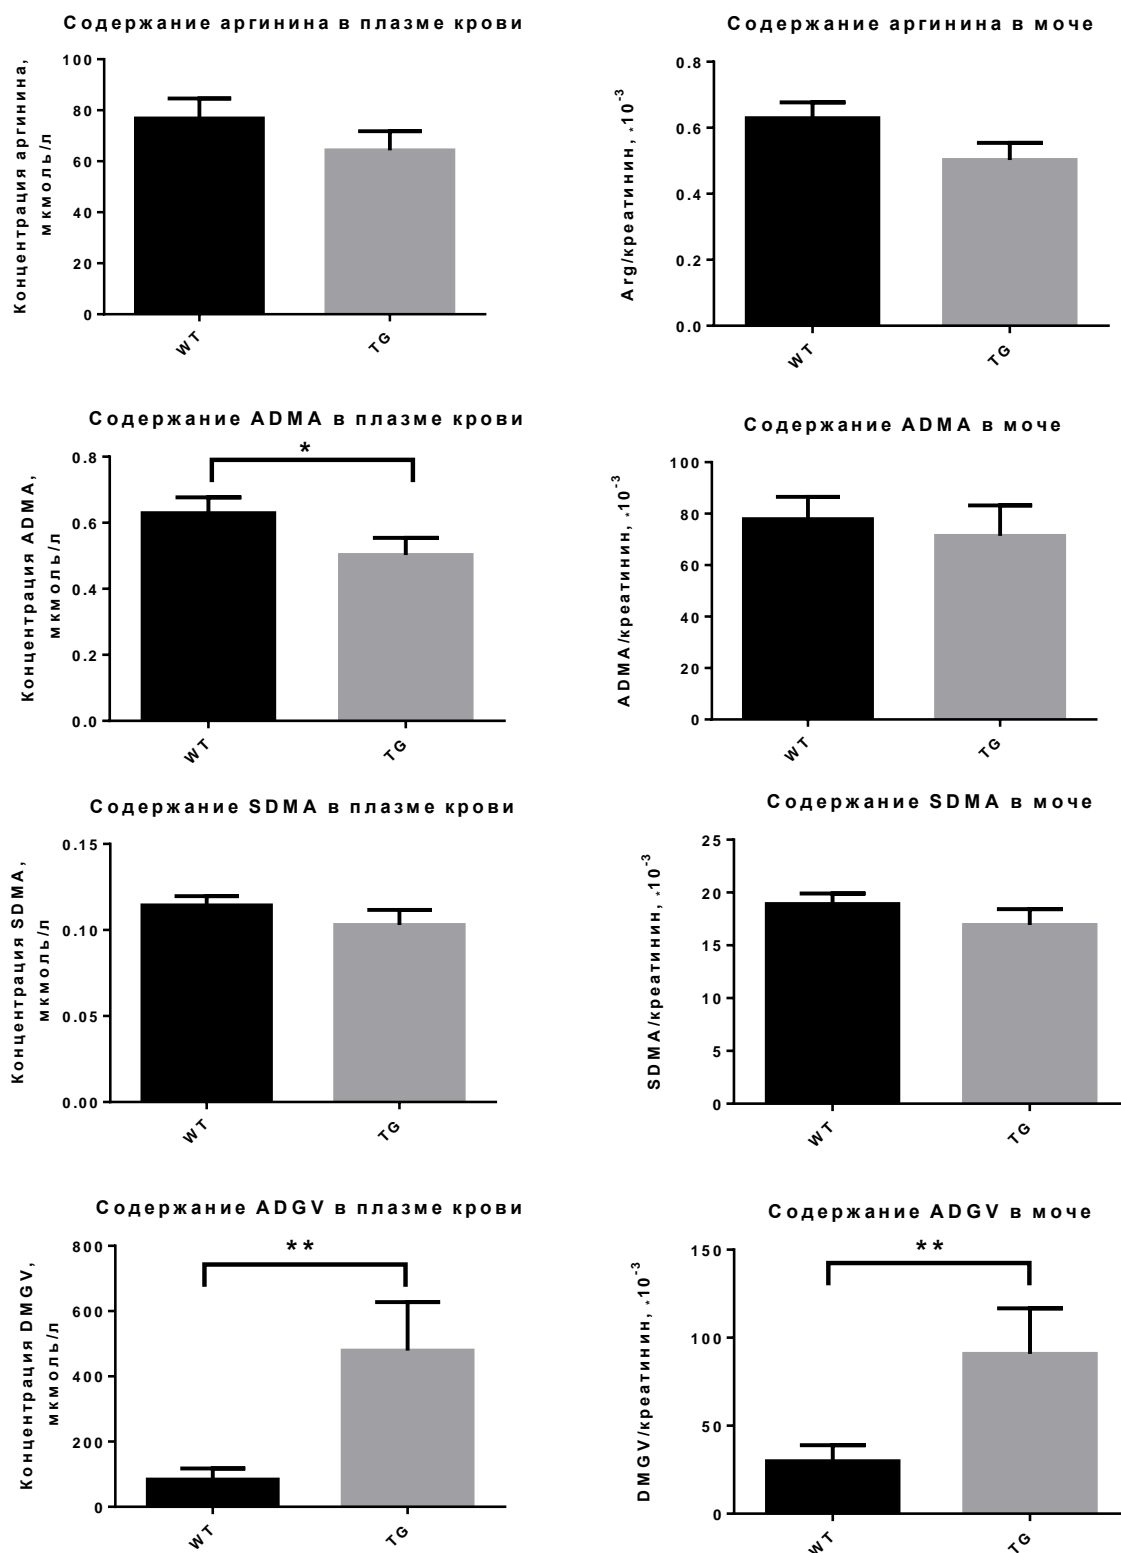 Содержание аргинина в плазме крови
Концентрация аргинина,
мкмоль/л
100
80
60
40
20
0
WT
TG
Содержание аргинина в моче
Arg/креатинин, *10-3
0.8
0.6
0.4
0.2
0.0
WT
TG
Содержание ADMA в плазме крови
Концентрация ADMA,
мкмоль/л
0.8
0.6
0.4
0.2
0.0
*
WT
TG
Содержание ADMA в моче
ADMA/креатинин, *10-3
100
80
60
40
20
0
WT
TG
Содержание SDMA в плазме крови
Концентрация SDMA,
мкмоль/л
0.15
0.10
0.05
0.00
WT
TG
Содержание SDMA в моче
SDMA/креатинин, *10-3
25
20
15
10
5
0
WT
TG
Содержание ADGV в плазме крови
Концентрация DMGV,
мкмоль/л
800
600
400
200
0
**
WT
TG
Содержание ADGV в моче
DMGV/креатинин, *10-3
150
100
50
0
**
WT
TG